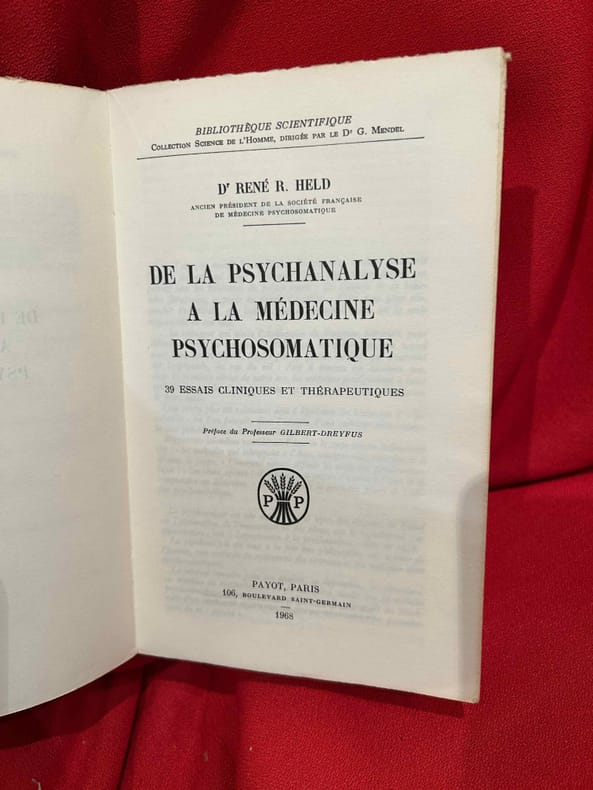 BIBLIOTHÈQUE SCIENTIFIQUE
COLLECTION SCIENCE DE L'HOMME, DIRIGÉE PAR LE Dr G. MENDEL
Dr RENÉ R. HELD
ANCIEN PRÉSIDENT DE LA SOCIÉTÉ FRANÇAISE
DE MÉDECINE PSYCHOSOMATIQUE
DE LA PSYCHANALYSE
A LA MÉDECINE
PSYCHOSOMATIQUE
39 ESSAIS CLINIQUES ET THÉRAPEUTIQUES
Préface du Professeur GILBERT-DREYFUS
P P
PAYOT, PARIS
106, BOULEVARD SAINT-GERMAIN
1968